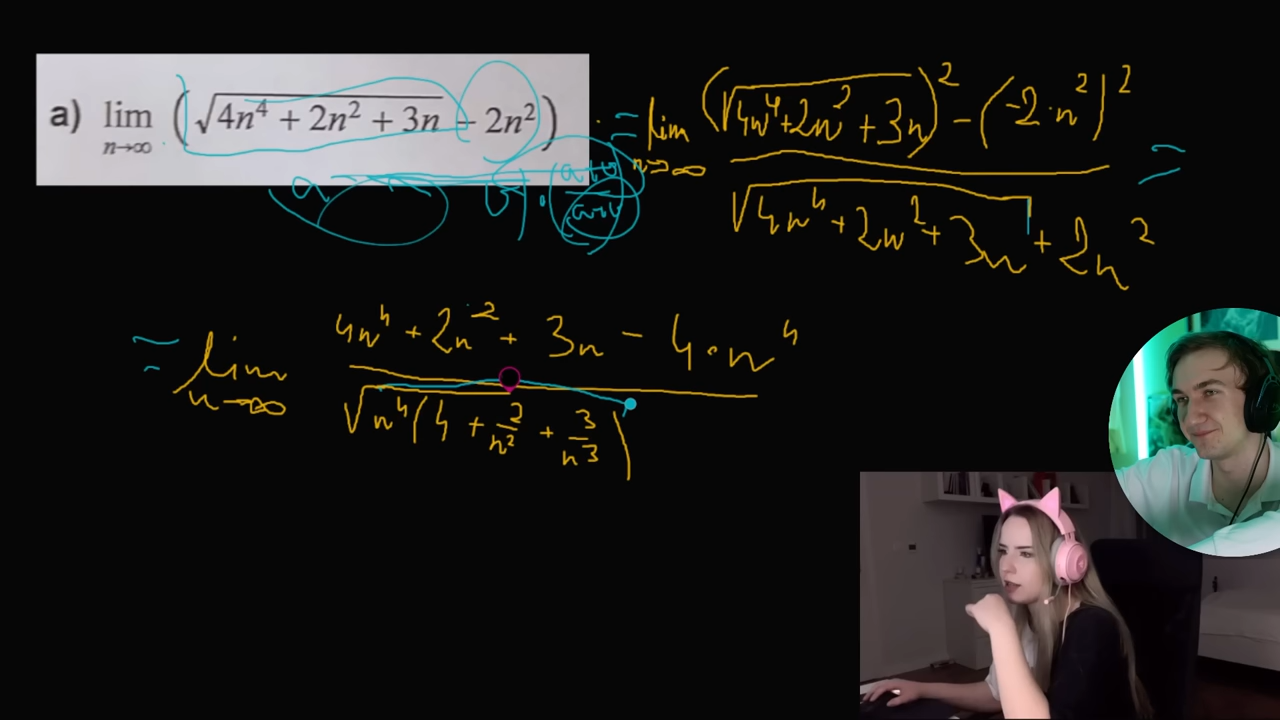 a) lim n→∞ (√(4n⁴ + 2n² + 3n) − 2n²) = lim n→∞ ((√(4n⁴+2n²+3n))² − (−2·n²)²) / (√(4n⁴+2n²+3n) + 2n²) =
a b)·(a+b / a+b)
= lim n→∞ (4n⁴ + 2n² + 3n − 4·n⁴) / √(n⁴(4 + 2/n² + 3/n³)